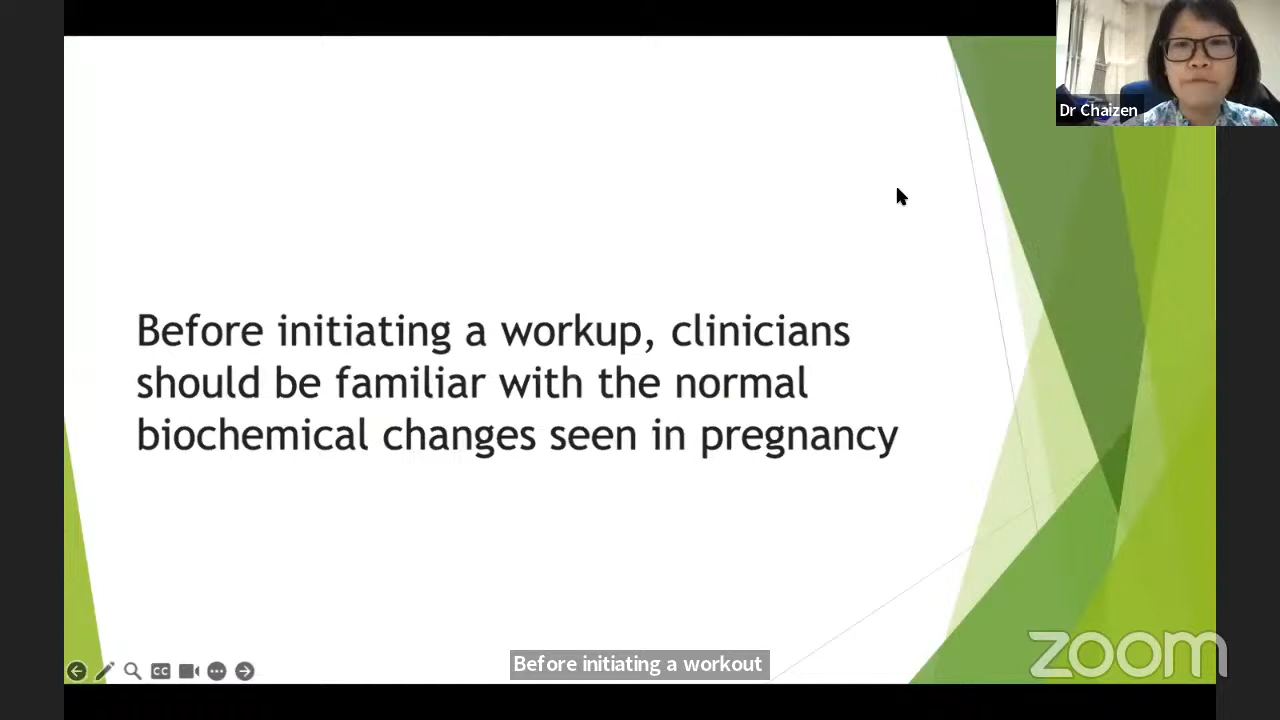 Dr Chaizen
Before initiating a workup, clinicians
should be familiar with the normal
biochemical changes seen in pregnancy
CC
Before initiating a workout
zoom